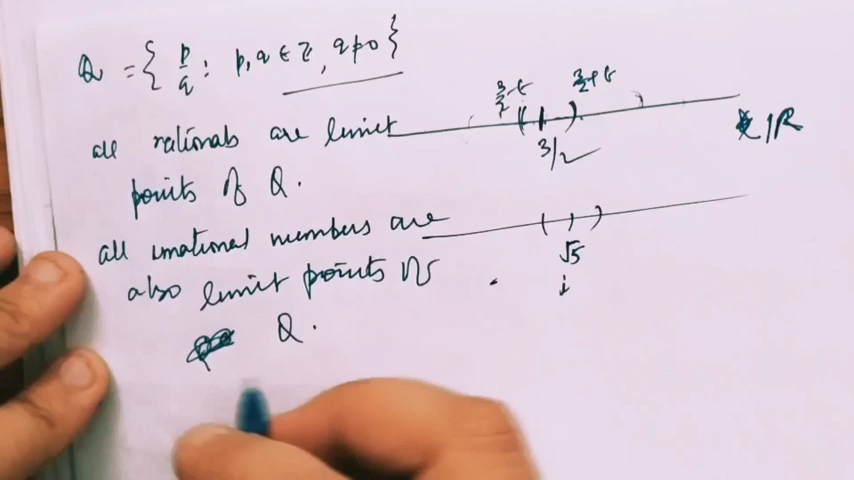 Q = { p/q : p, q ∈ Z, q ≠ 0 }
all rationals are limit
points of Q.
all irrational numbers are
also limit points of
Q.
3/2-ε 3/2+ε
3/2
R
√5
i